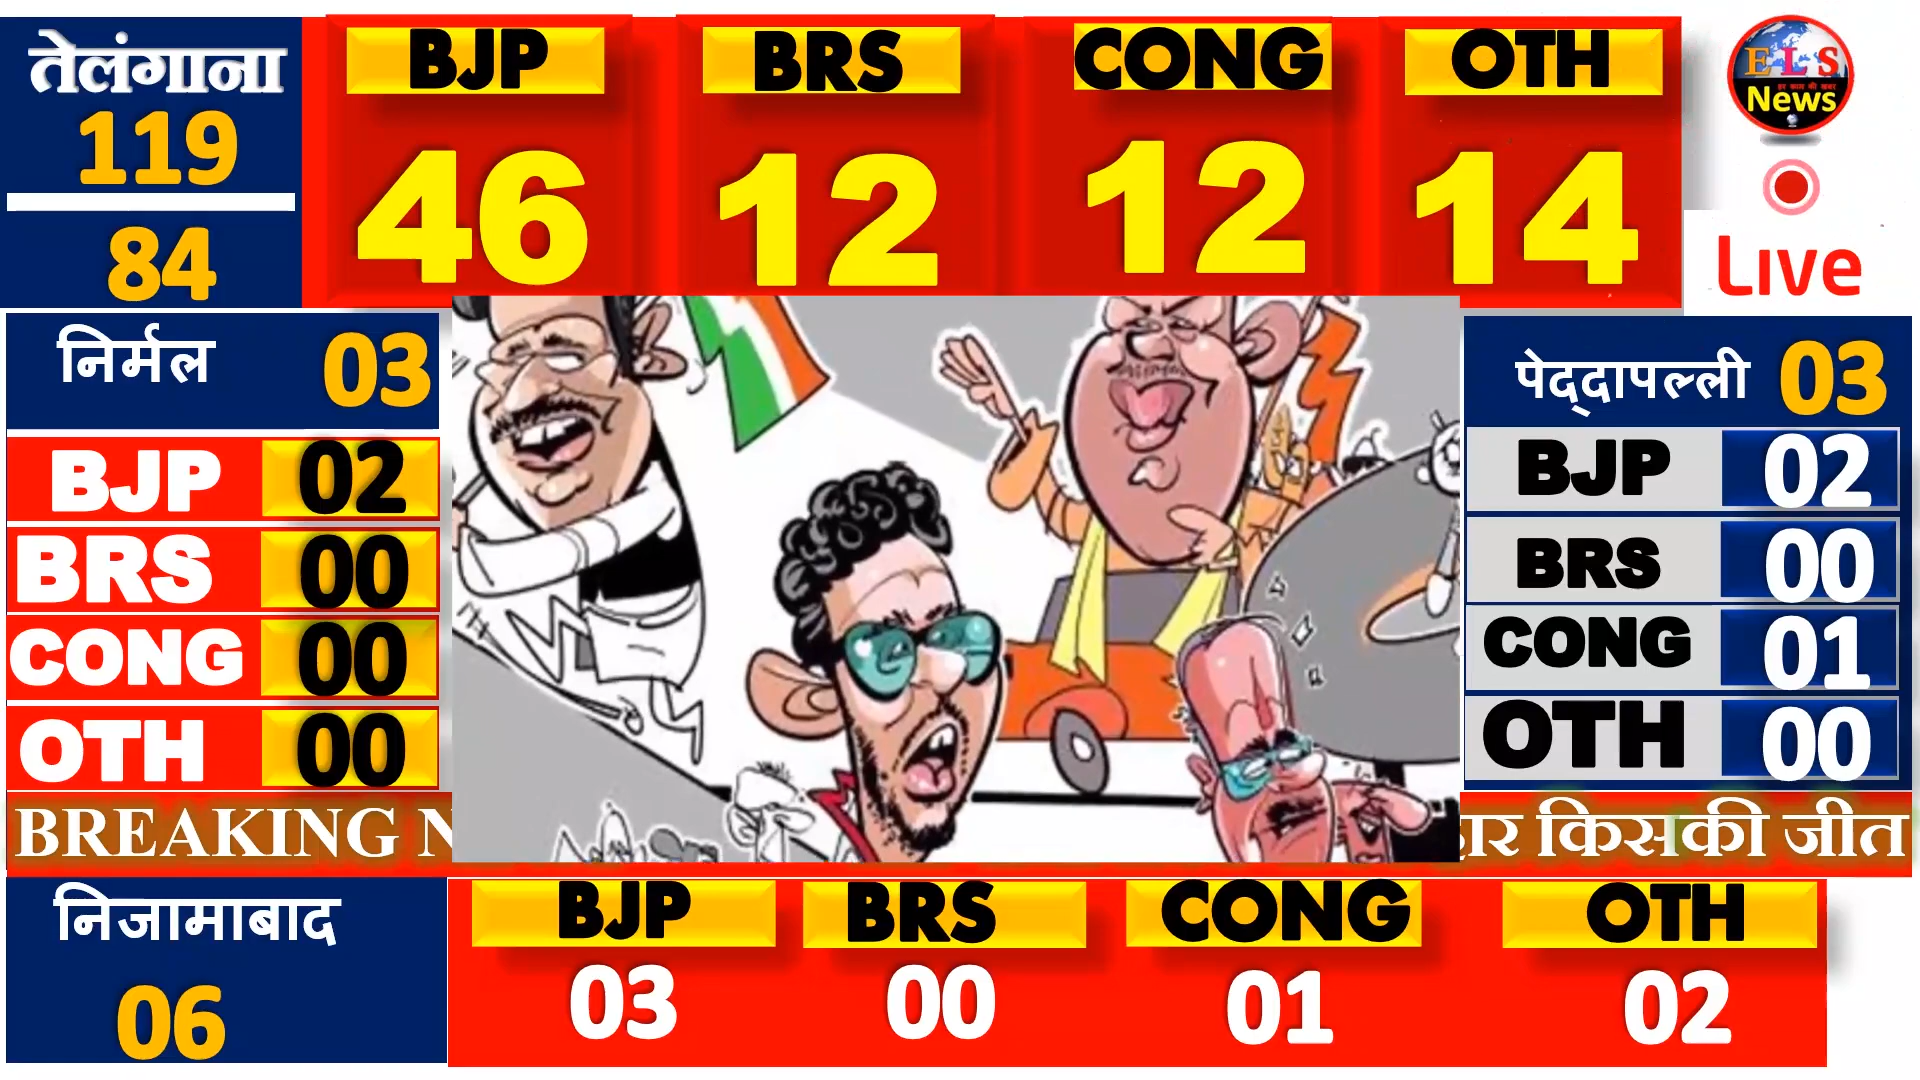 तेलंगाना
119
84
BJP
46
BRS
12
CONG
12
OTH
14
ELS
News
Live
निर्मल 03
BJP 02
BRS 00
CONG 00
OTH 00
पेद्दापल्ली 03
BJP 02
BRS 00
CONG 01
OTH 00
BREAKING N
किसकी जीत
निजामाबाद
06
BJP
03
BRS
00
CONG
01
OTH
02